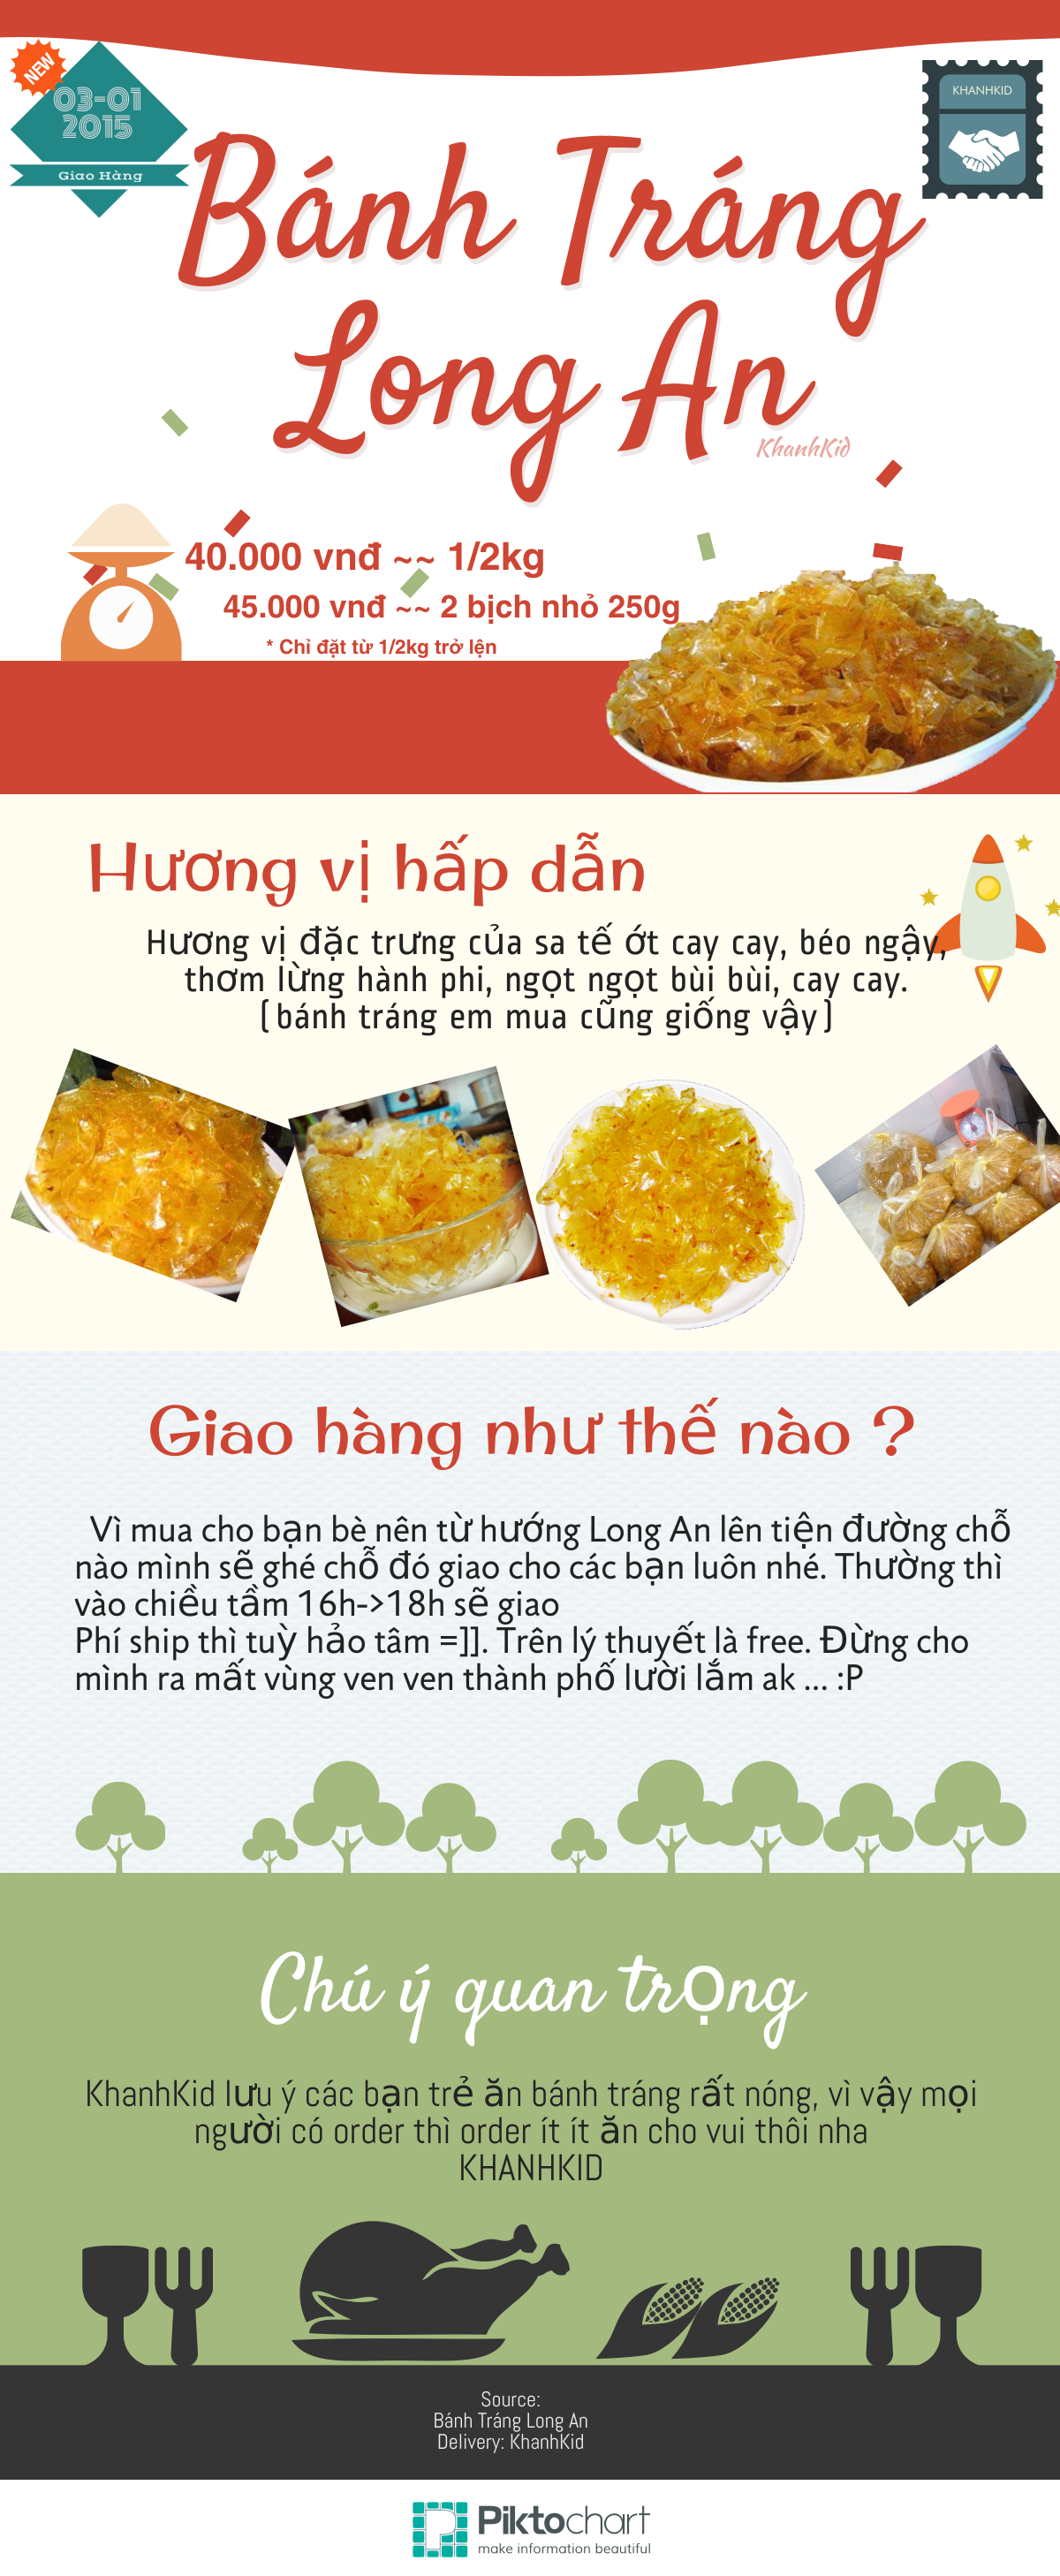 NEW
03-01
2015
Giao Hàng
KHANHKID
Bánh Tráng
Long An
KhanhKid
40.000 vnđ ~~ 1/2kg
45.000 vnđ ~~ 2 bịch nhỏ 250g
* Chỉ đặt từ 1/2kg trở lện
Hương vị hấp dẫn
Hương vị đặc trưng của sa tế ớt cay cay, béo ngậy,
thơm lừng hành phi, ngọt ngọt bùi bùi, cay cay.
(bánh tráng em mua cũng giống vậy)
Giao hàng như thế nào ?
Vì mua cho bạn bè nên từ hướng Long An lên tiện đường chỗ
nào mình sẽ ghé chỗ đó giao cho các bạn luôn nhé. Thường thì
vào chiều tầm 16h->18h sẽ giao
Phí ship thì tuỳ hảo tâm =]]. Trên lý thuyết là free. Đừng cho
mình ra mất vùng ven ven thành phố lười lắm ak ... :P
Chú ý quan trọng
KhanhKid lưu ý các bạn trẻ ăn bánh tráng rất nóng, vì vậy mọi
người có order thì order ít ít ăn cho vui thôi nha
KHANHKID
Source:
Bánh Tráng Long An
Delivery: KhanhKid
Piktochart
make information beautiful